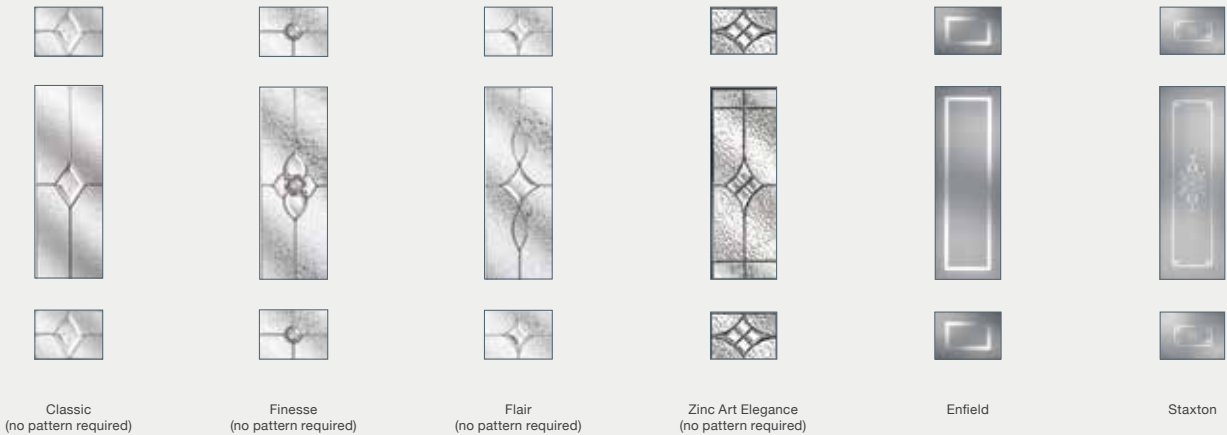 Classic
(no pattern required)
Finesse
(no pattern required)
Flair
(no pattern required)
Zinc Art Elegance
(no pattern required)
Enfield
Staxton